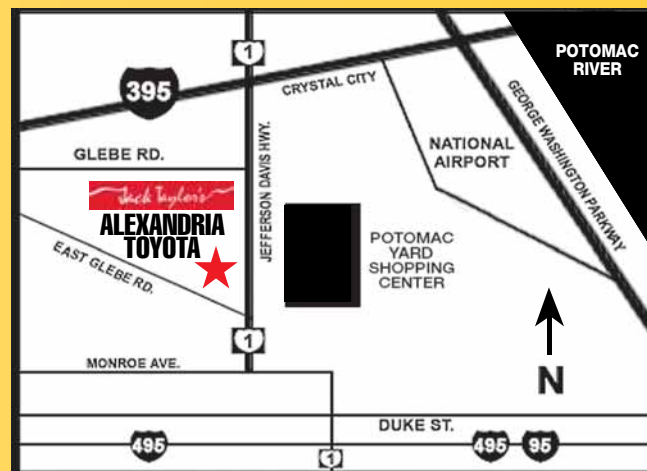 1
POTOMAC
RIVER
395
CRYSTAL CITY
GEORGE WASHINGTON PARKWAY
JEFFERSON DAVIS HWY.
NATIONAL
AIRPORT
GLEBE RD.
Jack Taylor's
ALEXANDRIA
TOYOTA
EAST GLEBE RD.
POTOMAC
YARD
SHOPPING
CENTER
1
MONROE AVE.
N
DUKE ST.
495
495
95
1